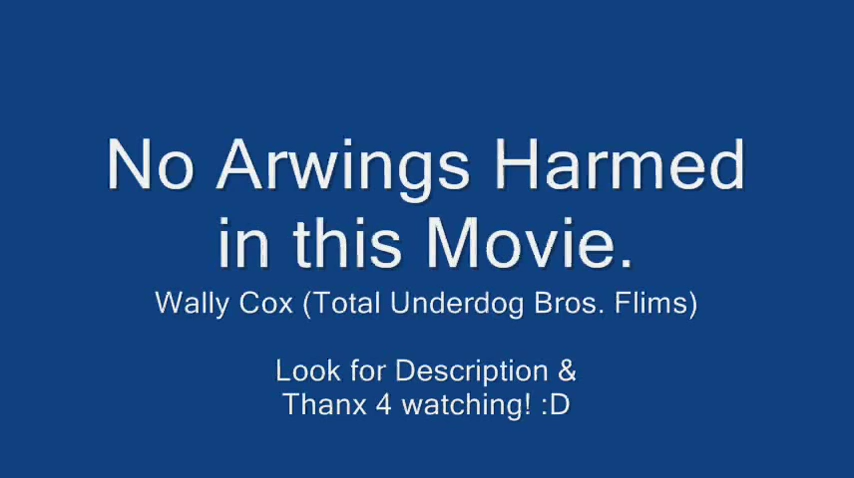 No Arwings Harmed
in this Movie.
Wally Cox (Total Underdog Bros. Flims)
Look for Description &
Thanx 4 watching! :D